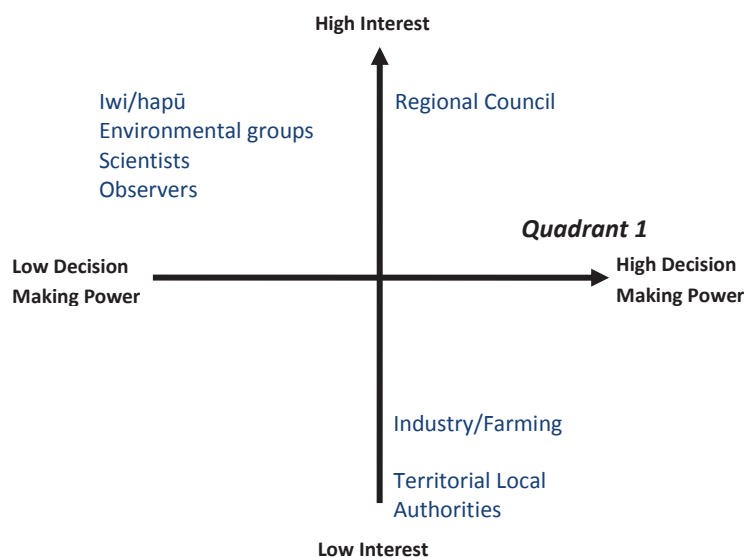 High Interest
Iwi/hapū
Environmental groups
Scientists
Observers
Regional Council
Quadrant 1
Low Decision
Making Power
High Decision
Making Power
Industry/Farming
Territorial Local
Authorities
Low Interest